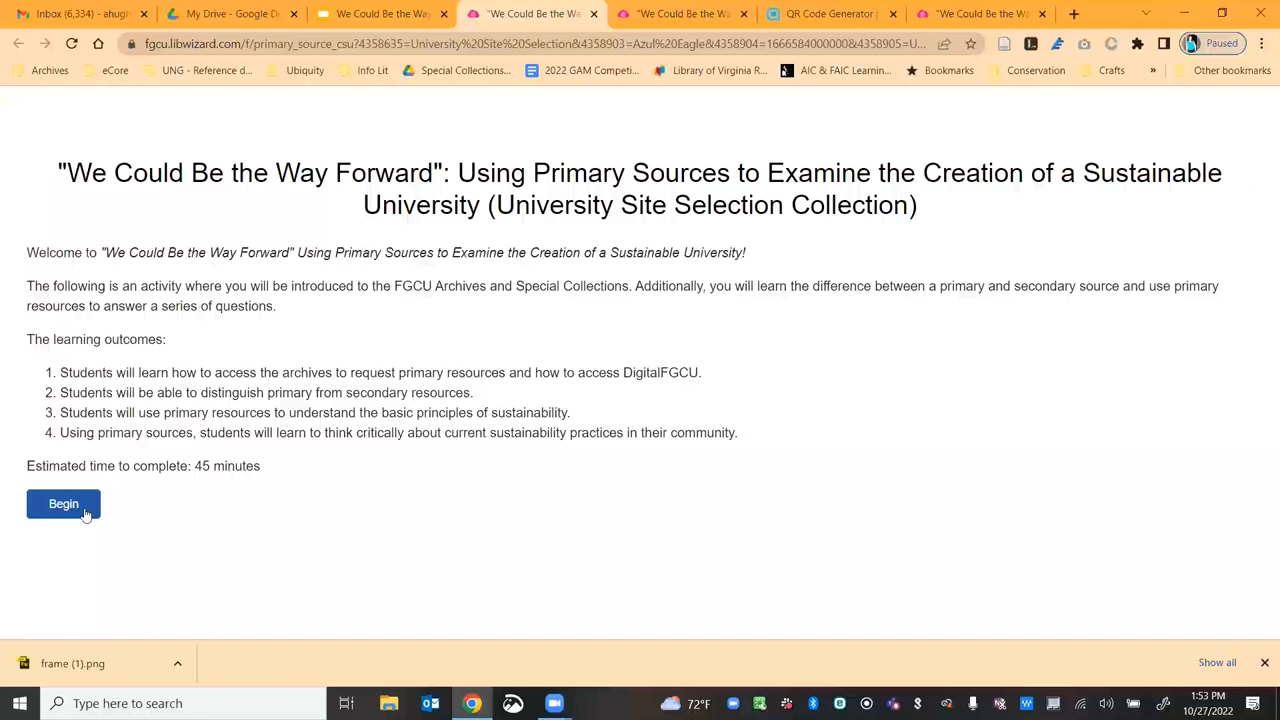 Inbox (6,334) - ahugh
My Drive - Google D
We Could Be the Way
"We Could Be the We
"We Could Be the Wa
QR Code Generator |
"We Could Be the Wa
fgcu.libwizard.com/f/primary_source_csu?4358635=University%20Site%20Selection&4358903=Azul%20Eagle&4358904=1666584000000&4358905=U...
Paused
Archives
eCore
UNG - Reference d...
Ubiquity
Info Lit
Special Collections...
2022 GAM Competi...
Library of Virginia R...
AIC & FAIC Learnin...
Bookmarks
Conservation
Crafts
»
Other bookmarks
"We Could Be the Way Forward": Using Primary Sources to Examine the Creation of a Sustainable
University (University Site Selection Collection)
Welcome to "We Could Be the Way Forward" Using Primary Sources to Examine the Creation of a Sustainable University!
The following is an activity where you will be introduced to the FGCU Archives and Special Collections. Additionally, you will learn the difference between a primary and secondary source and use primary
resources to answer a series of questions.
The learning outcomes:
1. Students will learn how to access the archives to request primary resources and how to access DigitalFGCU.
2. Students will be able to distinguish primary from secondary resources.
3. Students will use primary resources to understand the basic principles of sustainability.
4. Using primary sources, students will learn to think critically about current sustainability practices in their community.
Estimated time to complete: 45 minutes
Begin
frame (1).png
Show all
Type here to search
72°F
1:53 PM
10/27/2022